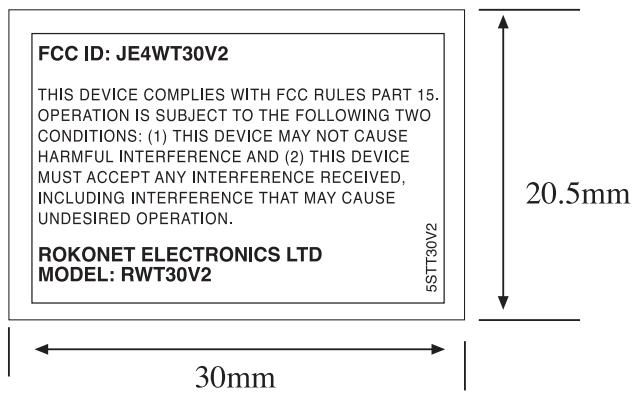 FCC ID: JE4WT30V2
THIS DEVICE COMPLIES WITH FCC RULES PART 15.
OPERATION IS SUBJECT TO THE FOLLOWING TWO
CONDITIONS: (1) THIS DEVICE MAY NOT CAUSE
HARMFUL INTERFERENCE AND (2) THIS DEVICE
MUST ACCEPT ANY INTERFERENCE RECEIVED,
INCLUDING INTERFERENCE THAT MAY CAUSE
UNDESIRED OPERATION.
ROKONET ELECTRONICS LTD
MODEL: RWT30V2
5STT30V2
20.5mm
30mm